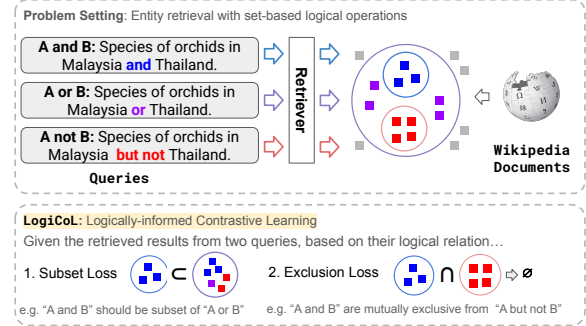 Problem Setting: Entity retrieval with set-based logical operations
A and B: Species of orchids in
Malaysia and Thailand.
A or B: Species of orchids in
Malaysia or Thailand.
A not B: Species of orchids in
Malaysia but not Thailand.
Queries
Retriever
Wikipedia
Documents
LogiCoL: Logically-informed Contrastive Learning
Given the retrieved results from two queries, based on their logical relation…
1. Subset Loss ⊂
e.g. “A and B” should be subset of “A or B”
2. Exclusion Loss ∩ ⇨ ∅
e.g. “A and B” are mutually exclusive from “A but not B”